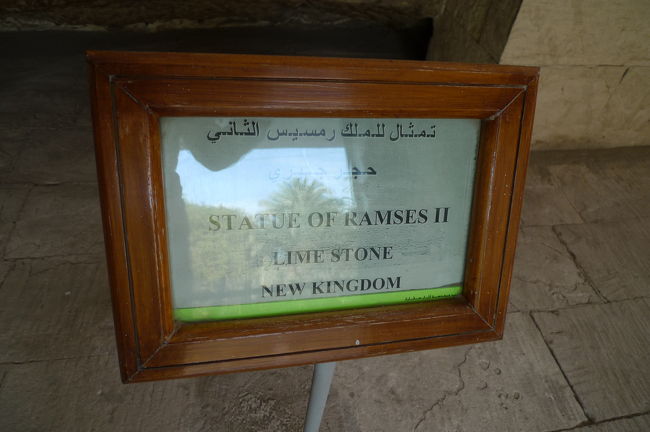 تمثال للملك رمسيس الثاني
حجر جيري
STATUE OF RAMSES II
LIME STONE
NEW KINGDOM